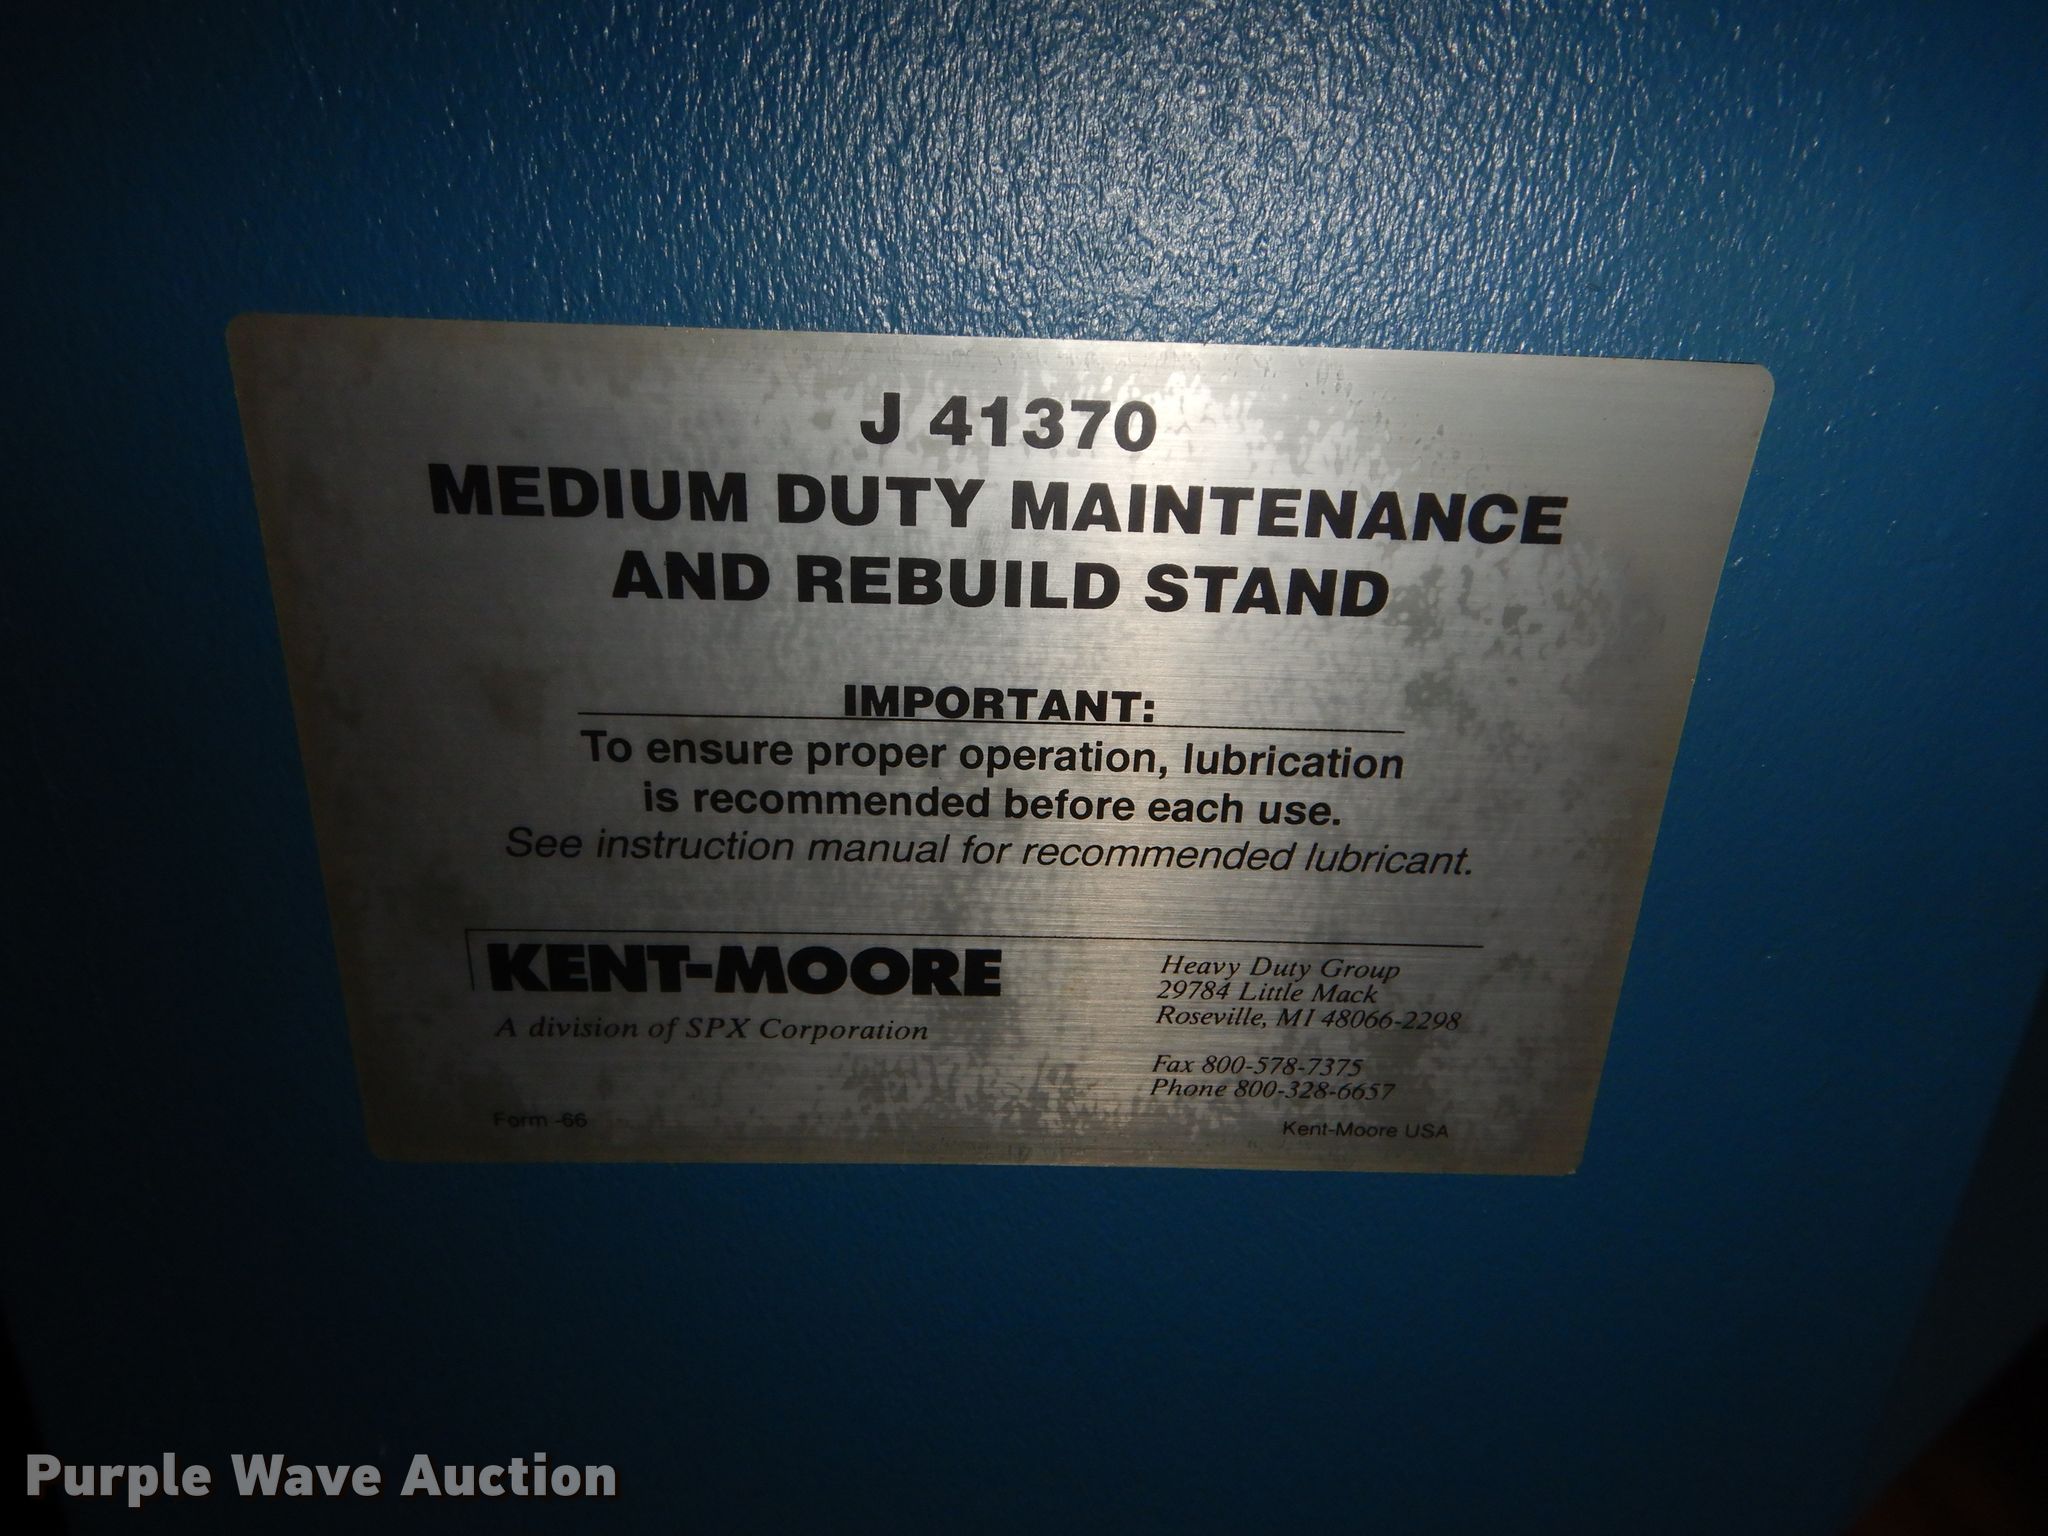 J 41370
MEDIUM DUTY MAINTENANCE
AND REBUILD STAND
IMPORTANT:
To ensure proper operation, lubrication
is recommended before each use.
See instruction manual for recommended lubricant.
KENT-MOORE
A division of SPX Corporation
Heavy Duty Group
29784 Little Mack
Roseville, MI 48066-2298
Fax 800-578-7375
Phone 800-328-6657
Form -66
Kent-Moore USA
Purple Wave Auction